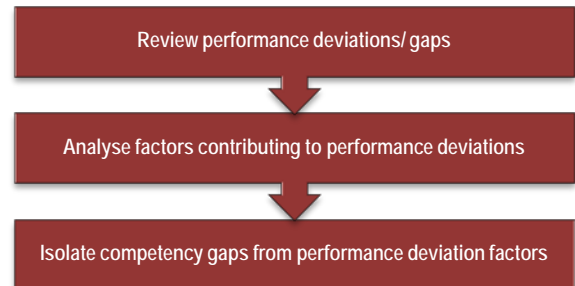 Review performance deviations/ gaps
Analyse factors contributing to performance deviations
Isolate competency gaps from performance deviation factors